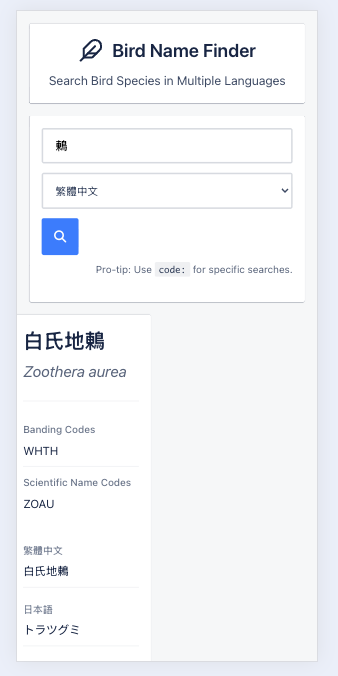 Bird Name Finder
Search Bird Species in Multiple Languages
鶇
繁體中文
Pro-tip: Use code: for specific searches.
白氏地鶇
Zoothera aurea
Banding Codes
WHTH
Scientific Name Codes
ZOAU
繁體中文
白氏地鶇
日本語
トラツグミ